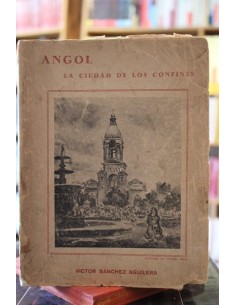 ANGOL
LA CIUDAD DE LOS CONFINES
VICTOR SANCHEZ AGUILERA